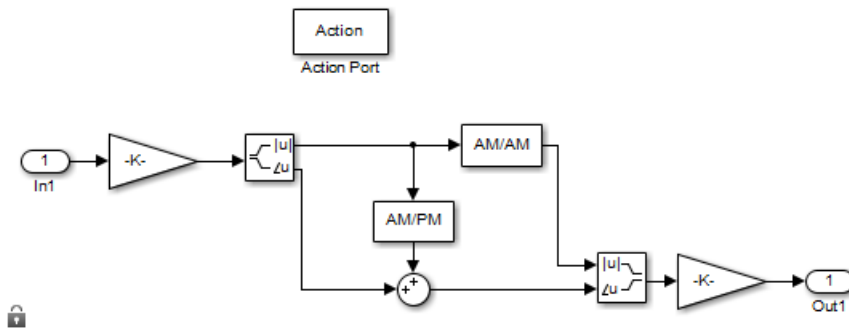 Action
Action Port
1
In1
-K-
|u|
∠u
AM/AM
AM/PM
+
+
|u|
∠u
-K-
1
Out1